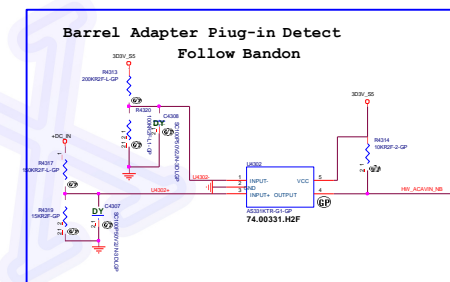 Barrel Adapter Piug-in Detect
Follow Bandon
3D3V_S5
R4313
200KR2F-L-GP
R4320
100KR2F-L1-GP
DY
C4308
3D3V_S5
R4314
10KR2F-2-GP
+DC_IN
R4317
R4319
15KR2F-GP
DY
C4307
U4302-
U4302+
U4302
1 INPUT- VCC 5
2 GND
3 INPUT+ OUTPUT 4
AS331KTR-G1-GP
74.00331.H2F
GP
HW_ACAVIN_NB